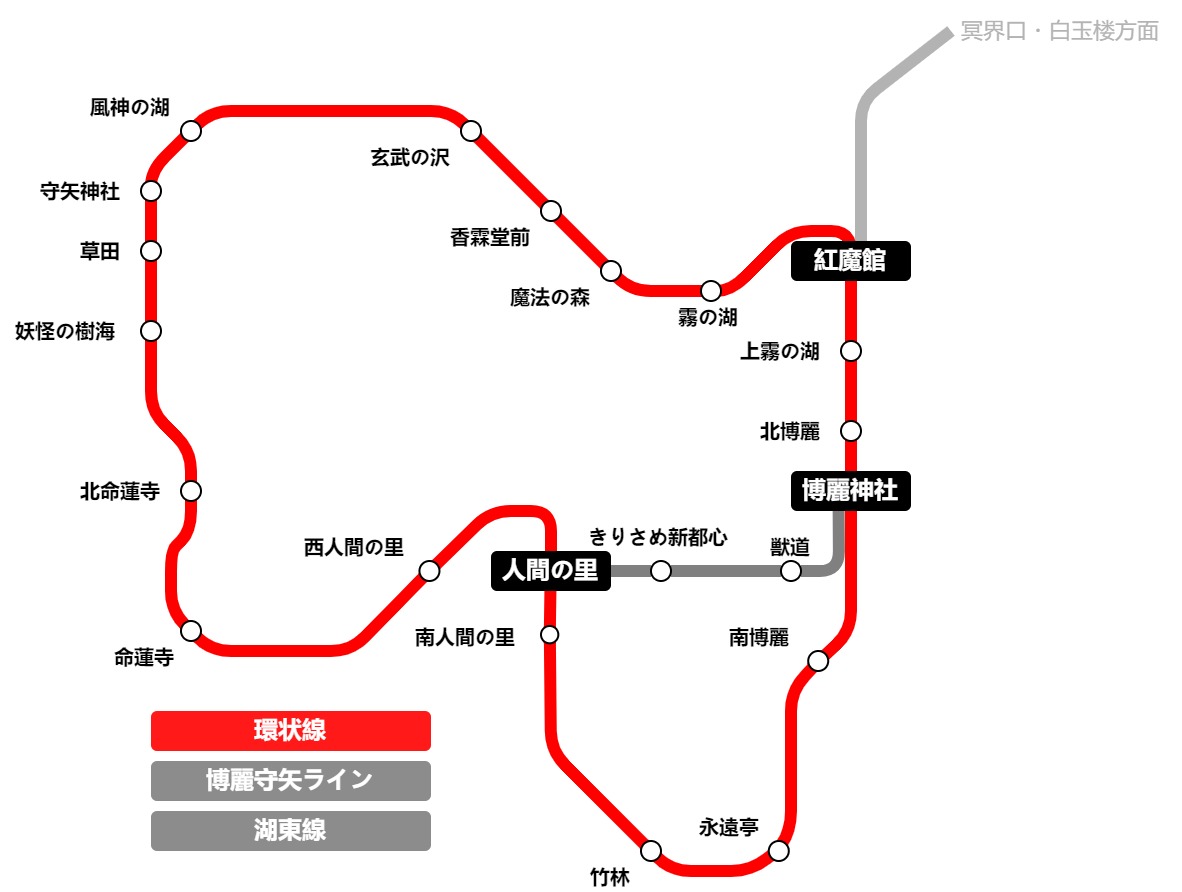 冥界口・白玉楼方面
風神の湖
玄武の沢
守矢神社
香霖堂前
草田
紅魔館
魔法の森
霧の湖
妖怪の樹海
上霧の湖
北博麗
北命蓮寺
博麗神社
きりさめ新都心
西人間の里
獣道
人間の里
南人間の里
南博麗
命蓮寺
環状線
博麗守矢ライン
湖東線
永遠亭
竹林